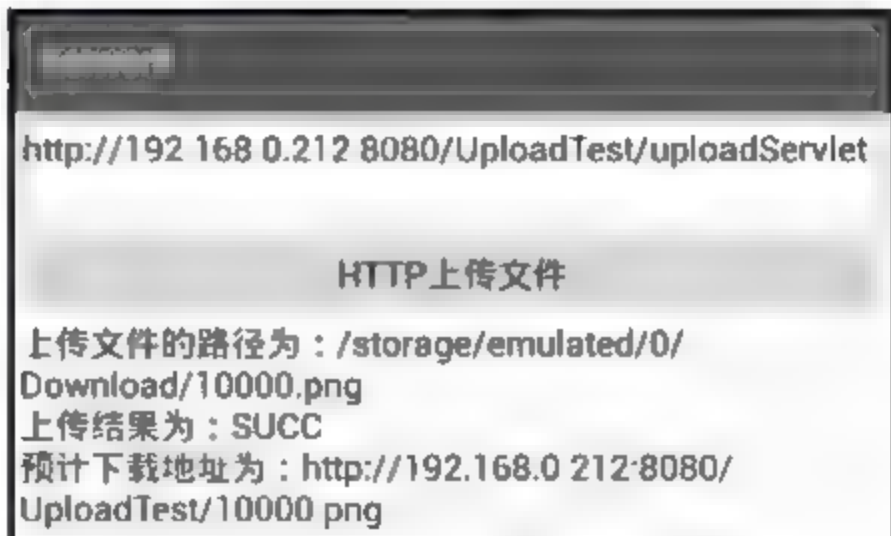 http://192 168 0.212 8080/UploadTest/uploadServlet
HTTP上传文件
上传文件的路径为：/storage/emulated/0/
Download/10000.png
上传结果为：SUCC
预计下载地址为：http://192.168.0 212:8080/
UploadTest/10000 png